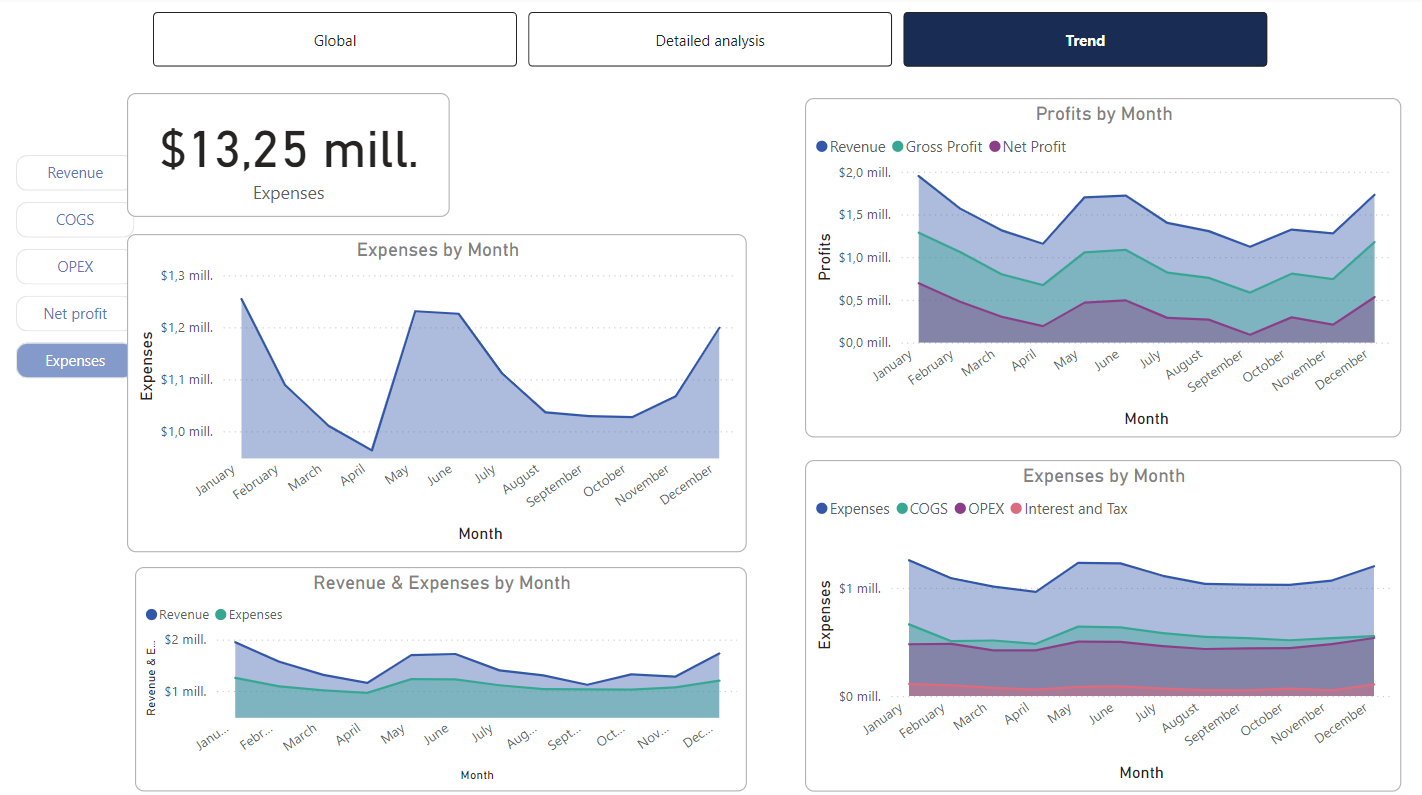 Global
Detailed analysis
Trend
Revenue
COGS
OPEX
Net profit
Expenses
$13,25 mill.
Expenses
Expenses by Month
Expenses
$1,3 mill.
$1,2 mill.
$1,1 mill.
$1,0 mill.
January February March April May June July August September October November December
Month
Revenue & Expenses by Month
Revenue Expenses
Revenue & E...
$2 mill.
$1 mill.
Janu... Febr... March April May June July Aug... Sept... Oct... Nov... Dec...
Month
Profits by Month
Revenue Gross Profit Net Profit
Profits
$2,0 mill.
$1,5 mill.
$1,0 mill.
$0,5 mill.
$0,0 mill.
January February March April May June July August September October November December
Month
Expenses by Month
Expenses COGS OPEX Interest and Tax
Expenses
$1 mill.
$0 mill.
January February March April May June July August September October November December
Month